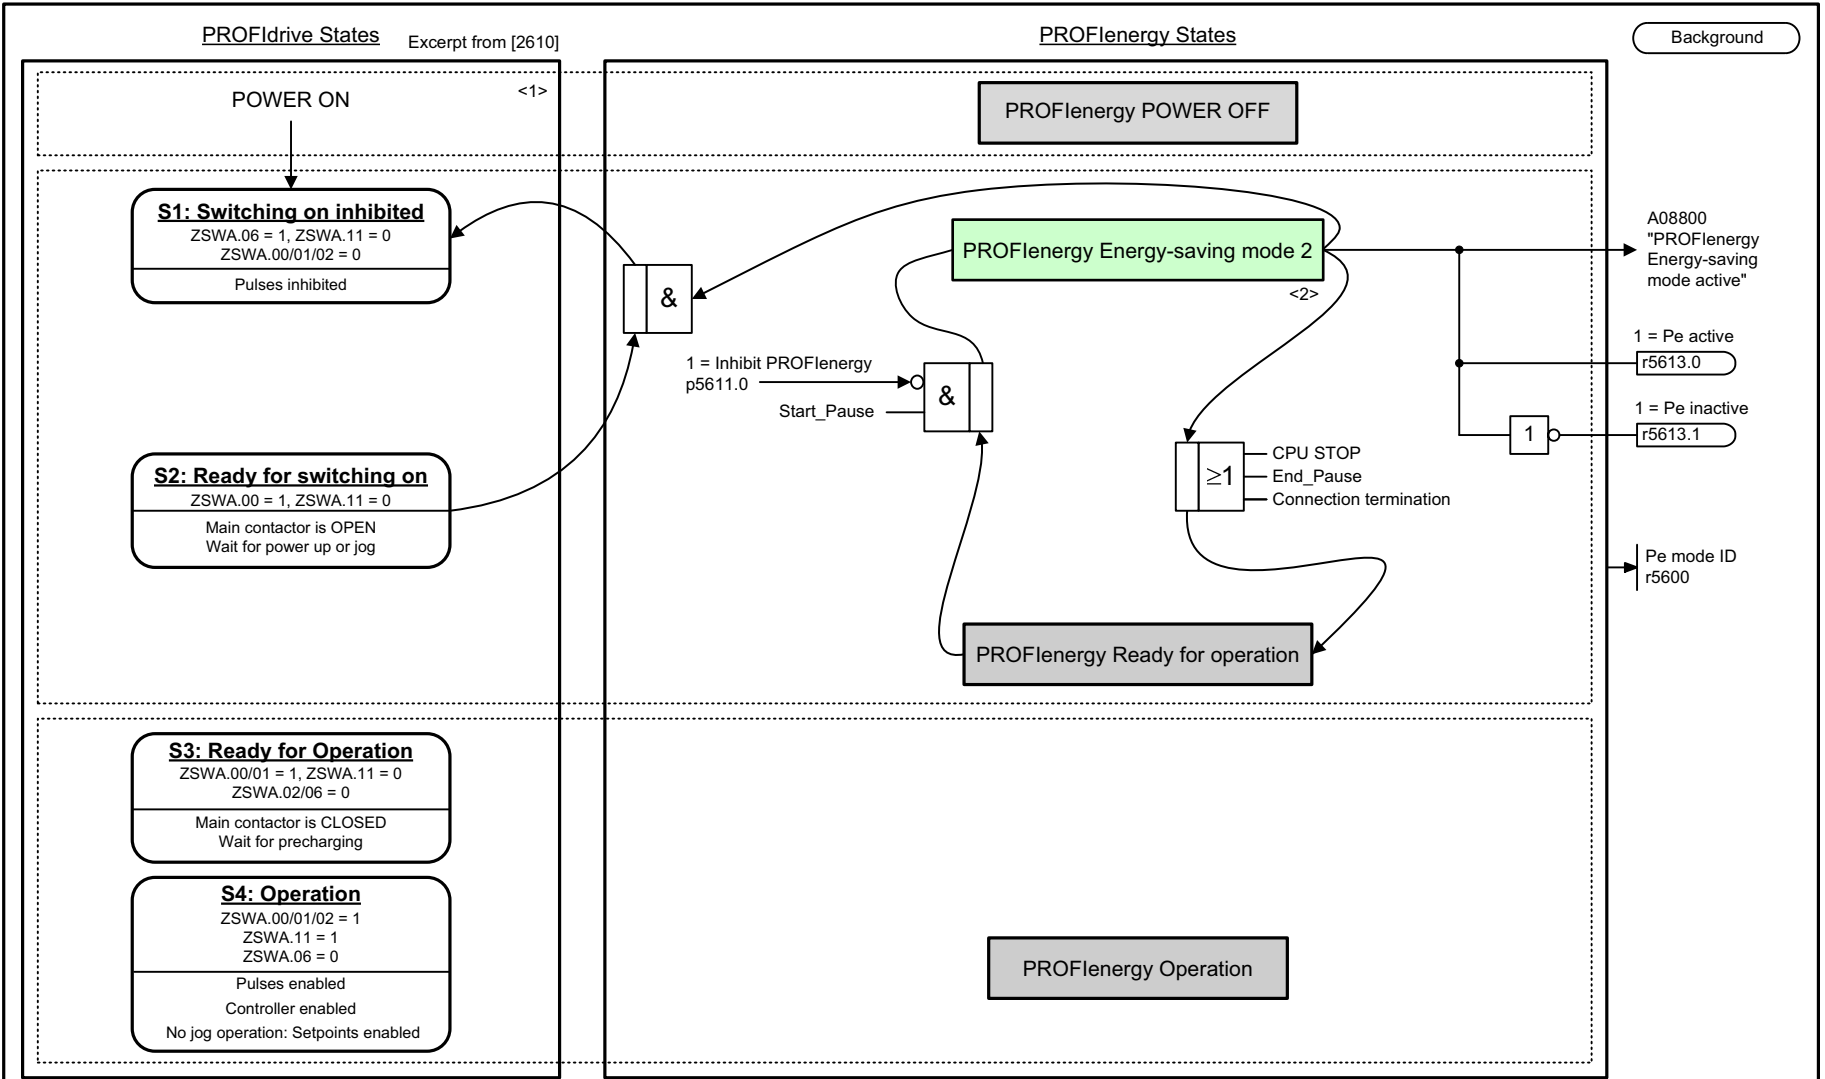 PROFIdrive States
Excerpt from [2610]
PROFIenergy States
Background
POWER ON
<1>
PROFIenergy POWER OFF
S1: Switching on inhibited
ZSWA.06 = 1, ZSWA.11 = 0
ZSWA.00/01/02 = 0
Pulses inhibited
&
PROFIenergy Energy-saving mode 2
<2>
A08800
"PROFIenergy
Energy-saving
mode active"
1 = Pe active
r5613.0
1 = Inhibit PROFIenergy
p5611.0
Start_Pause
&
1 = Pe inactive
1
r5613.1
S2: Ready for switching on
ZSWA.00 = 1, ZSWA.11 = 0
Main contactor is OPEN
Wait for power up or jog
≥1
CPU STOP
End_Pause
Connection termination
Pe mode ID
r5600
PROFIenergy Ready for operation
S3: Ready for Operation
ZSWA.00/01 = 1, ZSWA.11 = 0
ZSWA.02/06 = 0
Main contactor is CLOSED
Wait for precharging
S4: Operation
ZSWA.00/01/02 = 1
ZSWA.11 = 1
ZSWA.06 = 0
Pulses enabled
Controller enabled
No jog operation: Setpoints enabled
PROFIenergy Operation